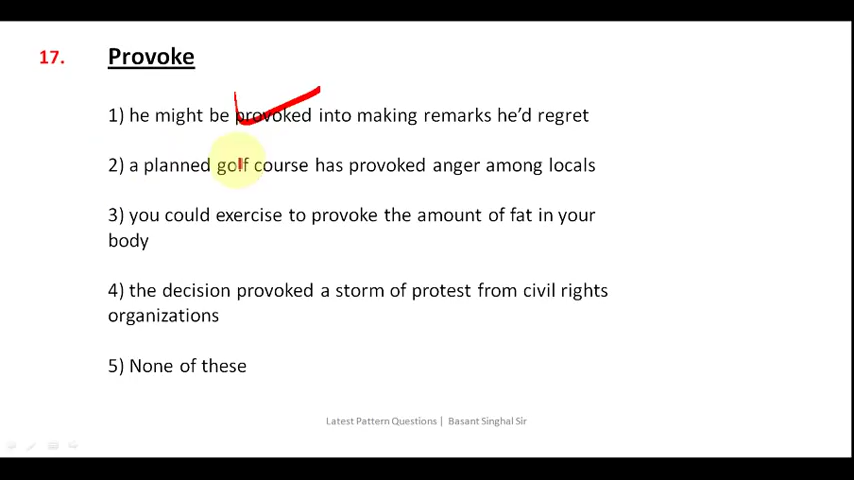 17. Provoke
1) he might be provoked into making remarks he’d regret
2) a planned golf course has provoked anger among locals
3) you could exercise to provoke the amount of fat in your
body
4) the decision provoked a storm of protest from civil rights
organizations
5) None of these
Latest Pattern Questions | Basant Singhal Sir